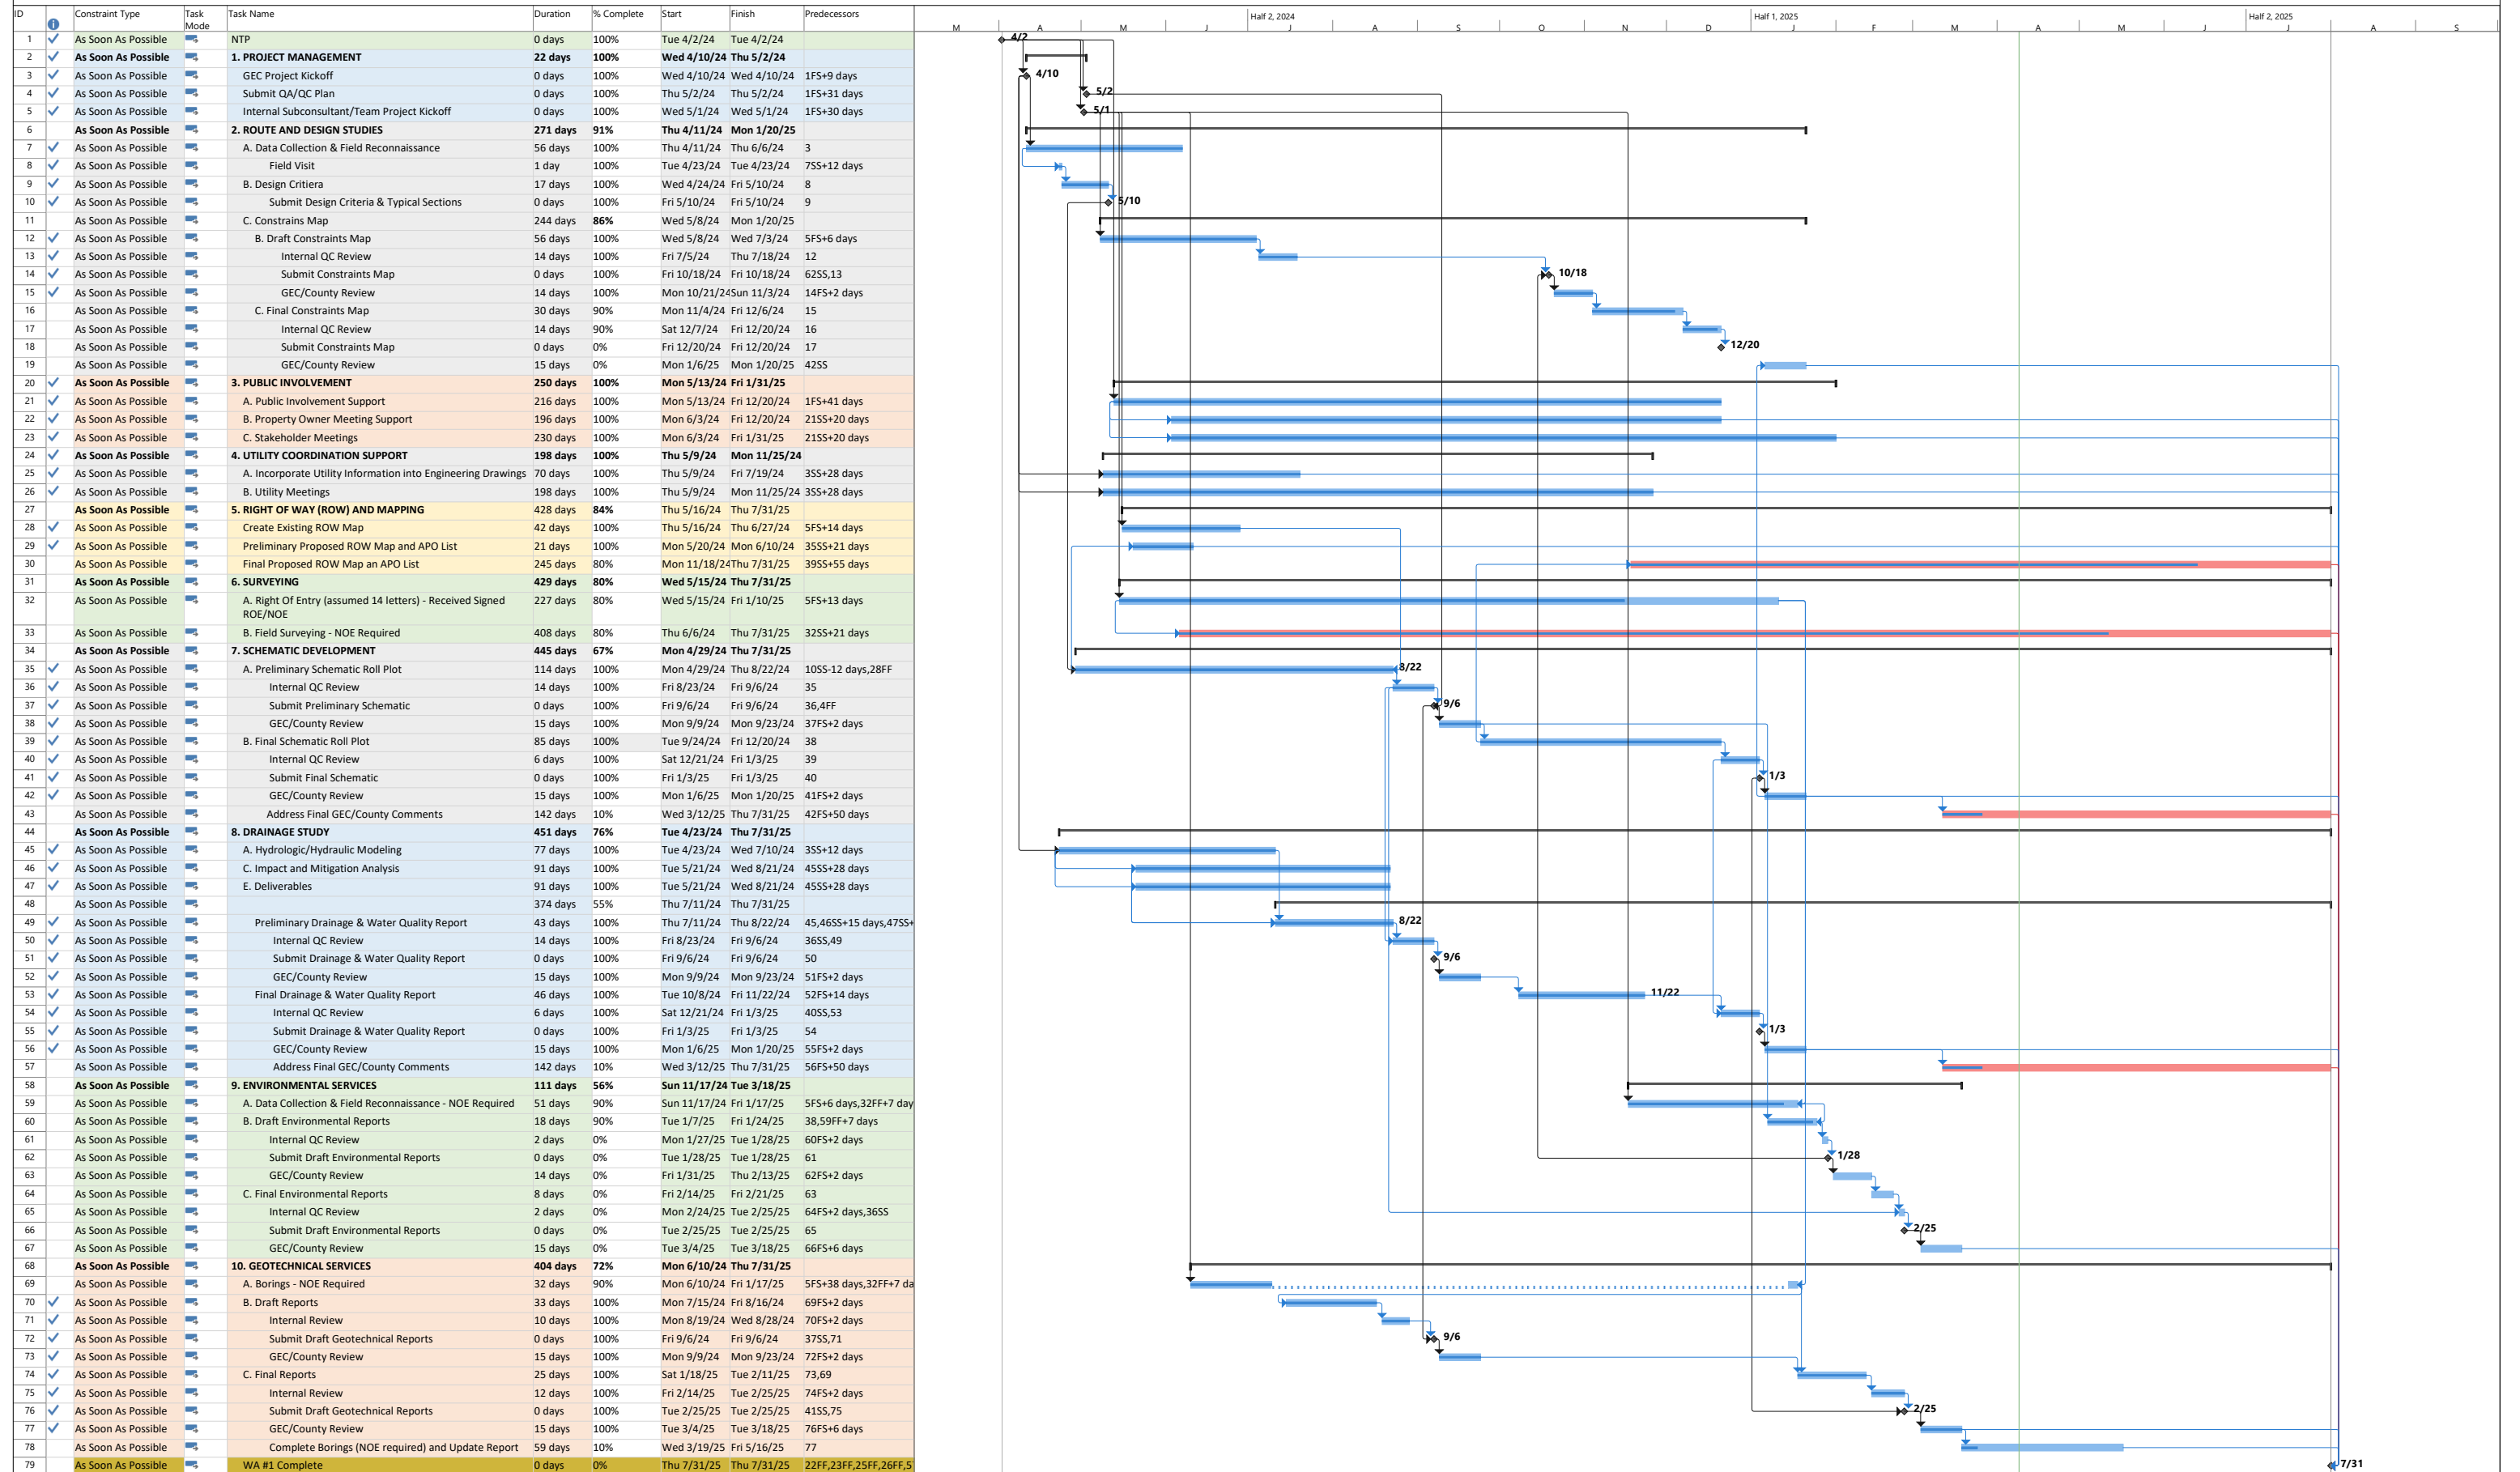 ID Constraint Type Task Mode Task Name Duration % Complete Start Finish Predecessors
Half 2, 2024 Half 1, 2025 Half 2, 2025
M A M J J A S O N D J F M A M J J A S
1 As Soon As Possible NTP 0 days 100% Tue 4/2/24 Tue 4/2/24 4/2
2 As Soon As Possible 1. PROJECT MANAGEMENT 22 days 100% Wed 4/10/24 Thu 5/2/24
3 As Soon As Possible GEC Project Kickoff 0 days 100% Wed 4/10/24 Wed 4/10/24 1FS+9 days 4/10
4 As Soon As Possible Submit QA/QC Plan 0 days 100% Thu 5/2/24 Thu 5/2/24 1FS+31 days 5/2
5 As Soon As Possible Internal Subconsultant/Team Project Kickoff 0 days 100% Wed 5/1/24 Wed 5/1/24 1FS+30 days 5/1
6 As Soon As Possible 2. ROUTE AND DESIGN STUDIES 271 days 91% Thu 4/11/24 Mon 1/20/25
7 As Soon As Possible A. Data Collection & Field Reconnaissance 56 days 100% Thu 4/11/24 Thu 6/6/24 3
8 As Soon As Possible Field Visit 1 day 100% Tue 4/23/24 Tue 4/23/24 7SS+12 days
9 As Soon As Possible B. Design Critiera 17 days 100% Wed 4/24/24 Fri 5/10/24 8
10 As Soon As Possible Submit Design Criteria & Typical Sections 0 days 100% Fri 5/10/24 Fri 5/10/24 9 5/10
11 As Soon As Possible C. Constrains Map 244 days 86% Wed 5/8/24 Mon 1/20/25
12 As Soon As Possible B. Draft Constraints Map 56 days 100% Wed 5/8/24 Wed 7/3/24 5FS+6 days
13 As Soon As Possible Internal QC Review 14 days 100% Fri 7/5/24 Thu 7/18/24 12
14 As Soon As Possible Submit Constraints Map 0 days 100% Fri 10/18/24 Fri 10/18/24 62SS,13 10/18
15 As Soon As Possible GEC/County Review 14 days 100% Mon 10/21/24 Sun 11/3/24 14FS+2 days
16 As Soon As Possible C. Final Constraints Map 30 days 90% Mon 11/4/24 Fri 12/6/24 15
17 As Soon As Possible Internal QC Review 14 days 90% Sat 12/7/24 Fri 12/20/24 16
18 As Soon As Possible Submit Constraints Map 0 days 0% Fri 12/20/24 Fri 12/20/24 17 12/20
19 As Soon As Possible GEC/County Review 15 days 0% Mon 1/6/25 Mon 1/20/25 42SS
20 As Soon As Possible 3. PUBLIC INVOLVEMENT 250 days 100% Mon 5/13/24 Fri 1/31/25
21 As Soon As Possible A. Public Involvement Support 216 days 100% Mon 5/13/24 Fri 12/20/24 1FS+41 days
22 As Soon As Possible B. Property Owner Meeting Support 196 days 100% Mon 6/3/24 Fri 12/20/24 21SS+20 days
23 As Soon As Possible C. Stakeholder Meetings 230 days 100% Mon 6/3/24 Fri 1/31/25 21SS+20 days
24 As Soon As Possible 4. UTILITY COORDINATION SUPPORT 198 days 100% Thu 5/9/24 Mon 11/25/24
25 As Soon As Possible A. Incorporate Utility Information into Engineering Drawings 70 days 100% Thu 5/9/24 Fri 7/19/24 3SS+28 days
26 As Soon As Possible B. Utility Meetings 198 days 100% Thu 5/9/24 Mon 11/25/24 3SS+28 days
27 As Soon As Possible 5. RIGHT OF WAY (ROW) AND MAPPING 428 days 84% Thu 5/16/24 Thu 7/31/25
28 As Soon As Possible Create Existing ROW Map 42 days 100% Thu 5/16/24 Thu 6/27/24 5FS+14 days
29 As Soon As Possible Preliminary Proposed ROW Map and APO List 21 days 100% Mon 5/20/24 Mon 6/10/24 35SS+21 days
30 As Soon As Possible Final Proposed ROW Map an APO List 245 days 80% Mon 11/18/24 Thu 7/31/25 39SS+55 days
31 As Soon As Possible 6. SURVEYING 429 days 80% Wed 5/15/24 Thu 7/31/25
32 As Soon As Possible A. Right Of Entry (assumed 14 letters) - Received Signed 227 days 80% Wed 5/15/24 Fri 1/10/25 5FS+13 days
ROE/NOE
33 As Soon As Possible B. Field Surveying - NOE Required 408 days 80% Thu 6/6/24 Thu 7/31/25 32SS+21 days
34 As Soon As Possible 7. SCHEMATIC DEVELOPMENT 445 days 67% Mon 4/29/24 Thu 7/31/25
35 As Soon As Possible A. Preliminary Schematic Roll Plot 114 days 100% Mon 4/29/24 Thu 8/22/24 10SS-12 days,28FF 8/22
36 As Soon As Possible Internal QC Review 14 days 100% Fri 8/23/24 Fri 9/6/24 35
37 As Soon As Possible Submit Preliminary Schematic 0 days 100% Fri 9/6/24 Fri 9/6/24 36,4FF 9/6
38 As Soon As Possible GEC/County Review 15 days 100% Mon 9/9/24 Mon 9/23/24 37FS+2 days
39 As Soon As Possible B. Final Schematic Roll Plot 85 days 100% Tue 9/24/24 Fri 12/20/24 38
40 As Soon As Possible Internal QC Review 6 days 100% Sat 12/21/24 Fri 1/3/25 39
41 As Soon As Possible Submit Final Schematic 0 days 100% Fri 1/3/25 Fri 1/3/25 40 1/3
42 As Soon As Possible GEC/County Review 15 days 100% Mon 1/6/25 Mon 1/20/25 41FS+2 days
43 As Soon As Possible Address Final GEC/County Comments 142 days 10% Wed 3/12/25 Thu 7/31/25 42FS+50 days
44 As Soon As Possible 8. DRAINAGE STUDY 451 days 76% Tue 4/23/24 Thu 7/31/25
45 As Soon As Possible A. Hydrologic/Hydraulic Modeling 77 days 100% Tue 4/23/24 Wed 7/10/24 3SS+12 days
46 As Soon As Possible C. Impact and Mitigation Analysis 91 days 100% Tue 5/21/24 Wed 8/21/24 45SS+28 days
47 As Soon As Possible E. Deliverables 91 days 100% Tue 5/21/24 Wed 8/21/24 45SS+28 days
48 As Soon As Possible 374 days 55% Thu 7/11/24 Thu 7/31/25
49 As Soon As Possible Preliminary Drainage & Water Quality Report 43 days 100% Thu 7/11/24 Thu 8/22/24 45,46SS+15 days,47SS+ 8/22
50 As Soon As Possible Internal QC Review 14 days 100% Fri 8/23/24 Fri 9/6/24 36SS,49
51 As Soon As Possible Submit Drainage & Water Quality Report 0 days 100% Fri 9/6/24 Fri 9/6/24 50 9/6
52 As Soon As Possible GEC/County Review 15 days 100% Mon 9/9/24 Mon 9/23/24 51FS+2 days
53 As Soon As Possible Final Drainage & Water Quality Report 46 days 100% Tue 10/8/24 Fri 11/22/24 52FS+14 days 11/22
54 As Soon As Possible Internal QC Review 6 days 100% Sat 12/21/24 Fri 1/3/25 40SS,53
55 As Soon As Possible Submit Drainage & Water Quality Report 0 days 100% Fri 1/3/25 Fri 1/3/25 54 1/3
56 As Soon As Possible GEC/County Review 15 days 100% Mon 1/6/25 Mon 1/20/25 55FS+2 days
57 As Soon As Possible Address Final GEC/County Comments 142 days 10% Wed 3/12/25 Thu 7/31/25 56FS+50 days
58 As Soon As Possible 9. ENVIRONMENTAL SERVICES 111 days 56% Sun 11/17/24 Tue 3/18/25
59 As Soon As Possible A. Data Collection & Field Reconnaissance - NOE Required 51 days 90% Sun 11/17/24 Fri 1/17/25 5FS+6 days,32FF+7 day
60 As Soon As Possible B. Draft Environmental Reports 18 days 90% Tue 1/7/25 Fri 1/24/25 38,59FF+7 days
61 As Soon As Possible Internal QC Review 2 days 0% Mon 1/27/25 Tue 1/28/25 60FS+2 days
62 As Soon As Possible Submit Draft Environmental Reports 0 days 0% Tue 1/28/25 Tue 1/28/25 61 1/28
63 As Soon As Possible GEC/County Review 14 days 0% Fri 1/31/25 Thu 2/13/25 62FS+2 days
64 As Soon As Possible C. Final Environmental Reports 8 days 0% Fri 2/14/25 Fri 2/21/25 63
65 As Soon As Possible Internal QC Review 2 days 0% Mon 2/24/25 Tue 2/25/25 64FS+2 days,36SS
66 As Soon As Possible Submit Draft Environmental Reports 0 days 0% Tue 2/25/25 Tue 2/25/25 65 2/25
67 As Soon As Possible GEC/County Review 15 days 0% Tue 3/4/25 Tue 3/18/25 66FS+6 days
68 As Soon As Possible 10. GEOTECHNICAL SERVICES 404 days 72% Mon 6/10/24 Thu 7/31/25
69 As Soon As Possible A. Borings - NOE Required 32 days 90% Mon 6/10/24 Fri 1/17/25 5FS+38 days,32FF+7 da
70 As Soon As Possible B. Draft Reports 33 days 100% Mon 7/15/24 Fri 8/16/24 69FS+2 days
71 As Soon As Possible Internal Review 10 days 100% Mon 8/19/24 Wed 8/28/24 70FS+2 days
72 As Soon As Possible Submit Draft Geotechnical Reports 0 days 100% Fri 9/6/24 Fri 9/6/24 37SS,71 9/6
73 As Soon As Possible GEC/County Review 15 days 100% Mon 9/9/24 Mon 9/23/24 72FS+2 days
74 As Soon As Possible C. Final Reports 25 days 100% Sat 1/18/25 Tue 2/11/25 73,69
75 As Soon As Possible Internal Review 12 days 100% Fri 2/14/25 Tue 2/25/25 74FS+2 days
76 As Soon As Possible Submit Draft Geotechnical Reports 0 days 100% Tue 2/25/25 Tue 2/25/25 41SS,75 2/25
77 As Soon As Possible GEC/County Review 15 days 100% Tue 3/4/25 Tue 3/18/25 76FS+6 days
78 As Soon As Possible Complete Borings (NOE required) and Update Report 59 days 10% Wed 3/19/25 Fri 5/16/25 77
79 As Soon As Possible WA #1 Complete 0 days 0% Thu 7/31/25 Thu 7/31/25 22FF,23FF,25FF,26FF,5 7/31